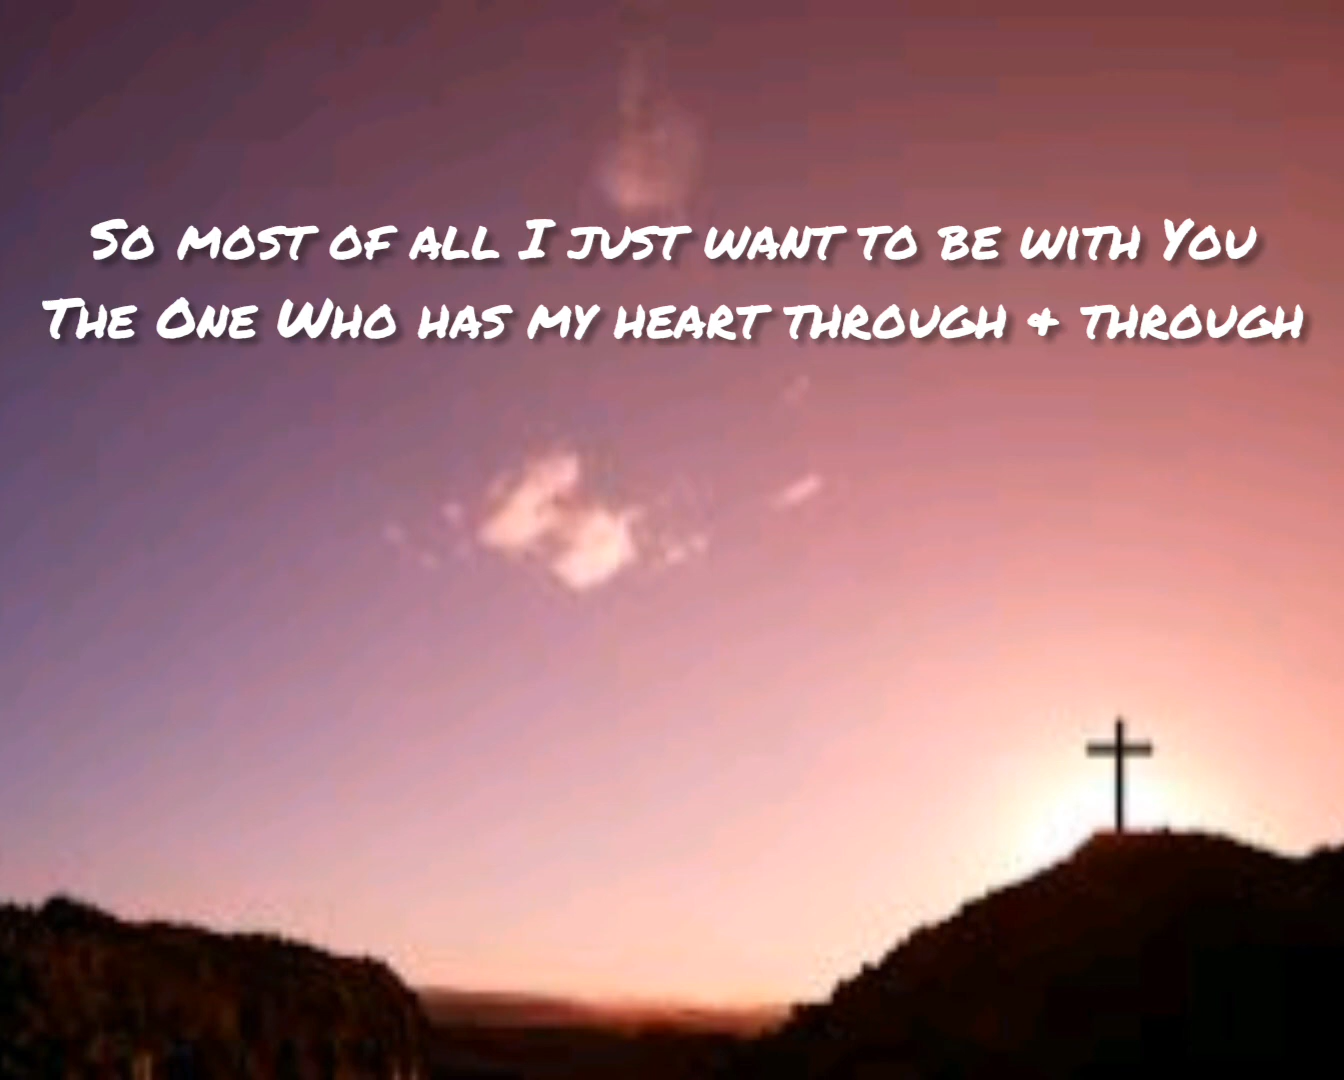 So most of all I just want to be with You
The One Who has my heart through & through